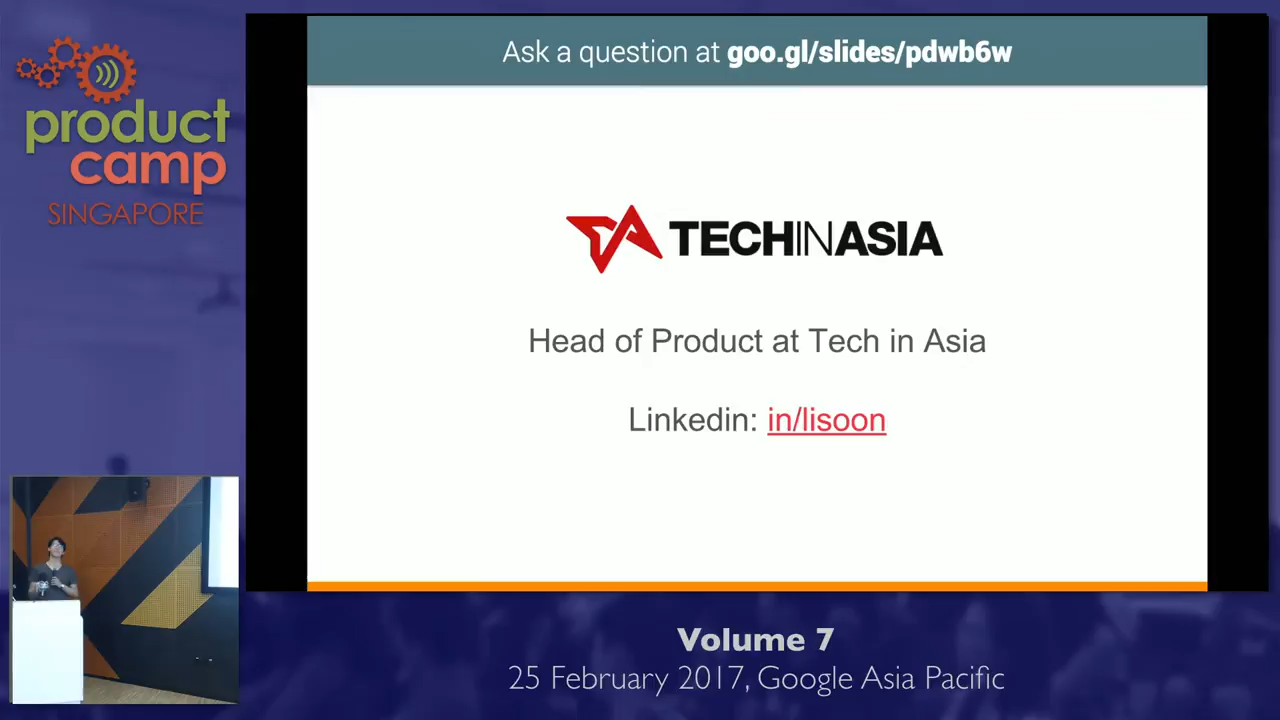 product
camp
SINGAPORE
Ask a question at goo.gl/slides/pdwb6w
TECHINASIA
Head of Product at Tech in Asia
Linkedin: in/lisoon
Volume 7
25 February 2017, Google Asia Pacific